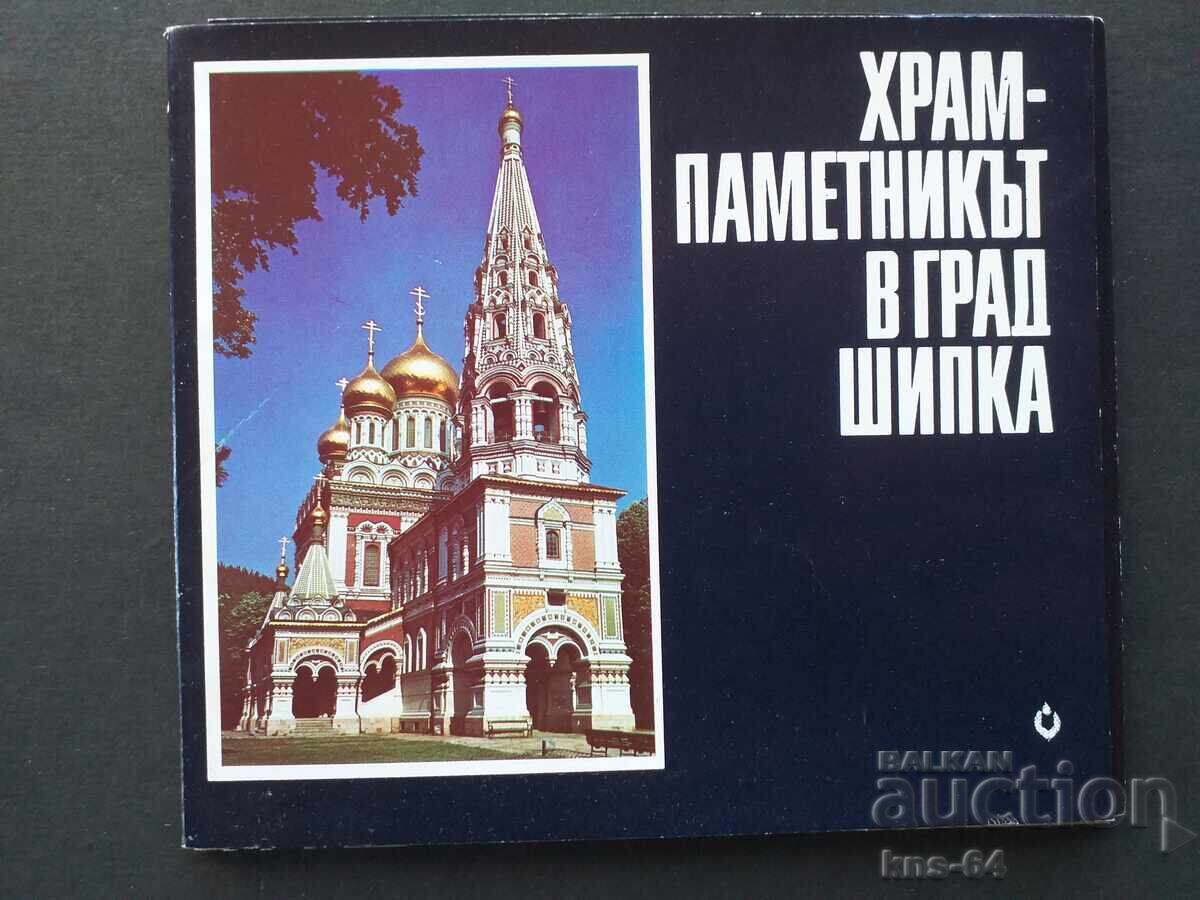 ХРАМ-
ПАМЕТНИКЪТ
В ГРАД
ШИПКА
BALKAN
auction
kns-64